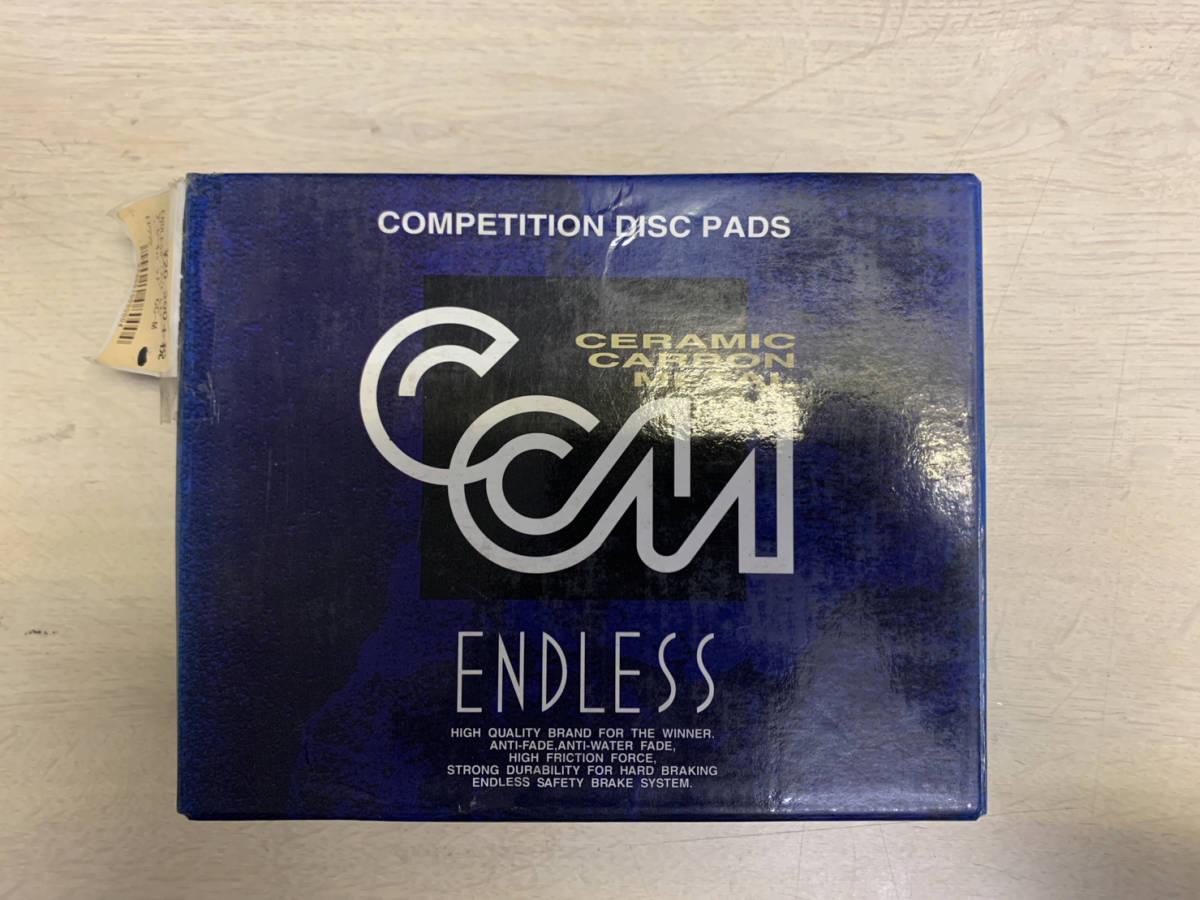 COMPETITION DISC PADS
CERAMIC
CARBON
METAL
CCM
ENDLESS
HIGH QUALITY BRAND FOR THE WINNER.
ANTI-FADE,ANTI-WATER FADE,
HIGH FRICTION FORCE,
STRONG DURABILITY FOR HARD BRAKING
ENDLESS SAFETY BRAKE SYSTEM.